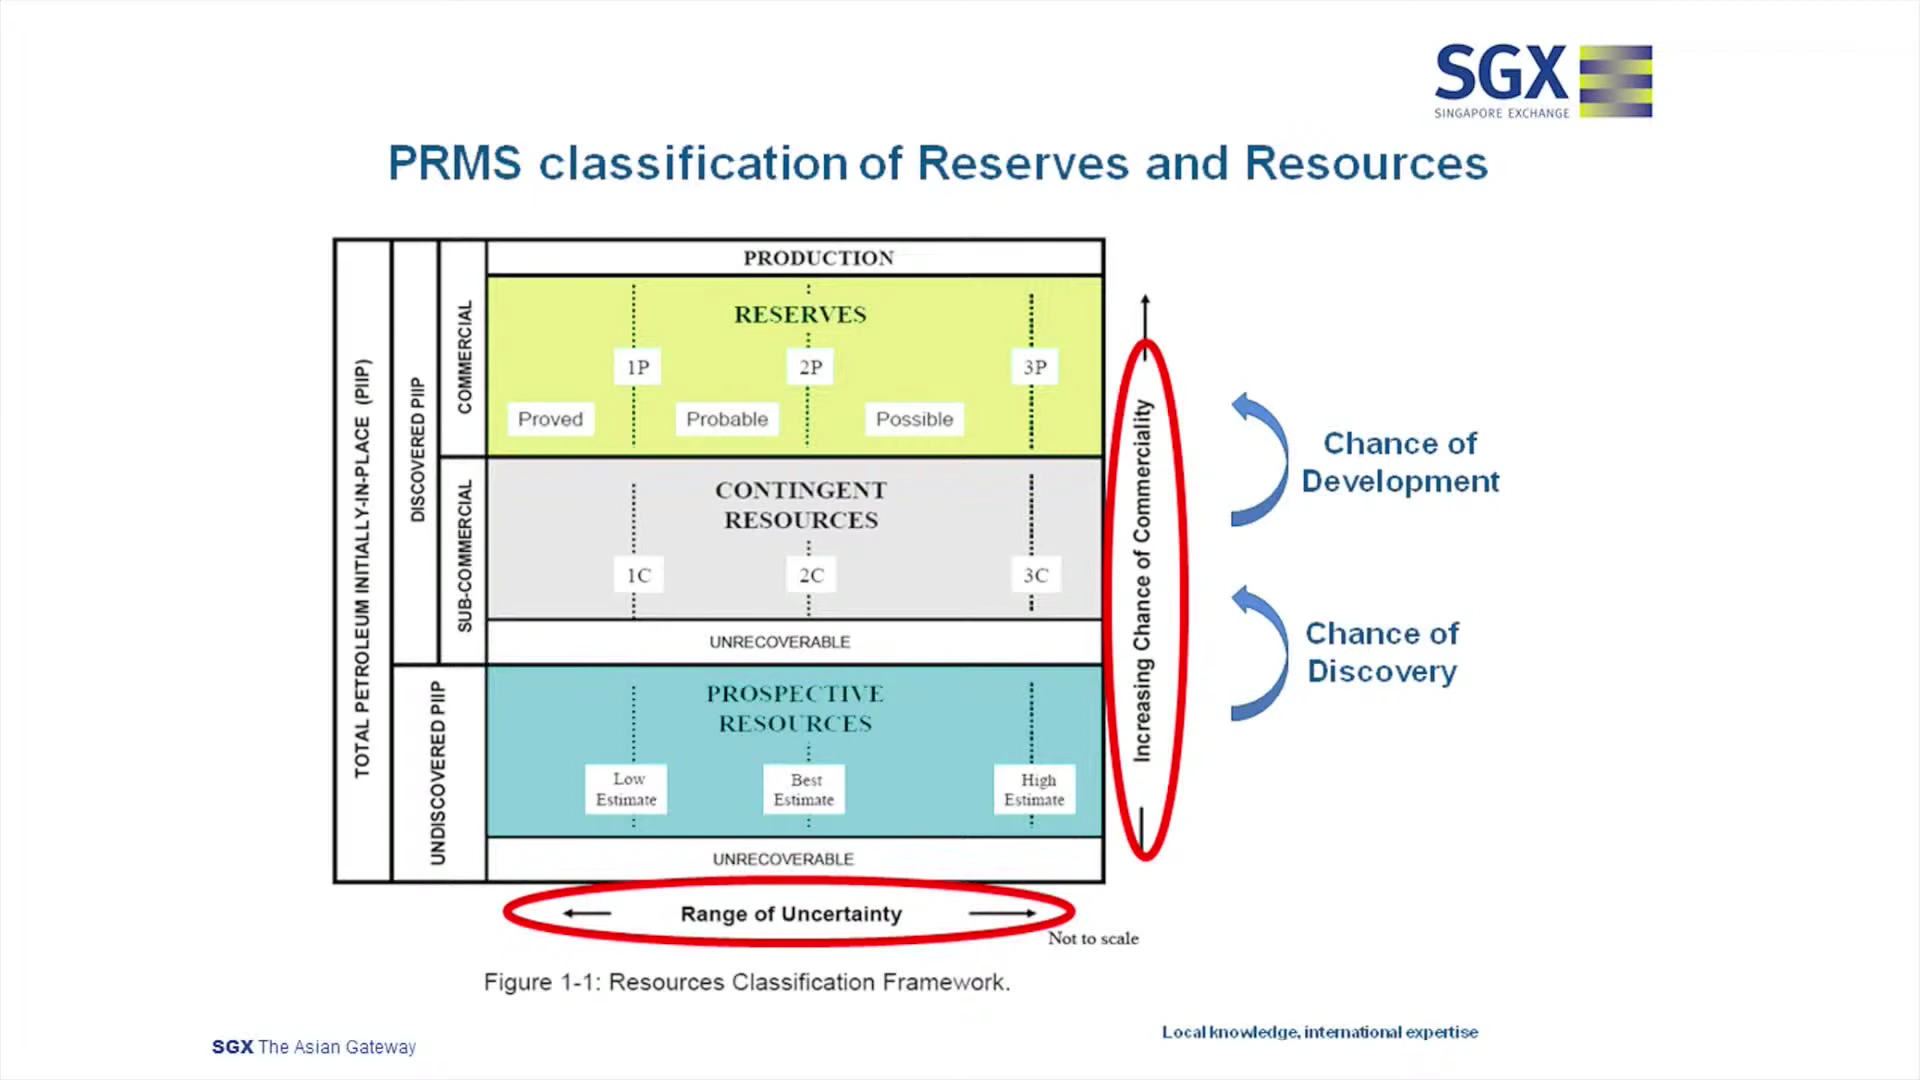 SGX
SINGAPORE EXCHANGE
PRMS classification of Reserves and Resources
TOTAL PETROLEUM INITIALLY-IN-PLACE (PIIP)
DISCOVERED PIIP
COMMERCIAL
SUB-COMMERCIAL
UNDISCOVERED PIIP
PRODUCTION
RESERVES
1P 2P 3P
Proved Probable Possible
CONTINGENT
RESOURCES
1C 2C 3C
UNRECOVERABLE
PROSPECTIVE
RESOURCES
Low Estimate
Best Estimate
High Estimate
UNRECOVERABLE
Increasing Chance of Commerciality
Chance of
Development
Chance of
Discovery
Range of Uncertainty
Not to scale
Figure 1-1: Resources Classification Framework.
SGX The Asian Gateway
Local knowledge, international expertise